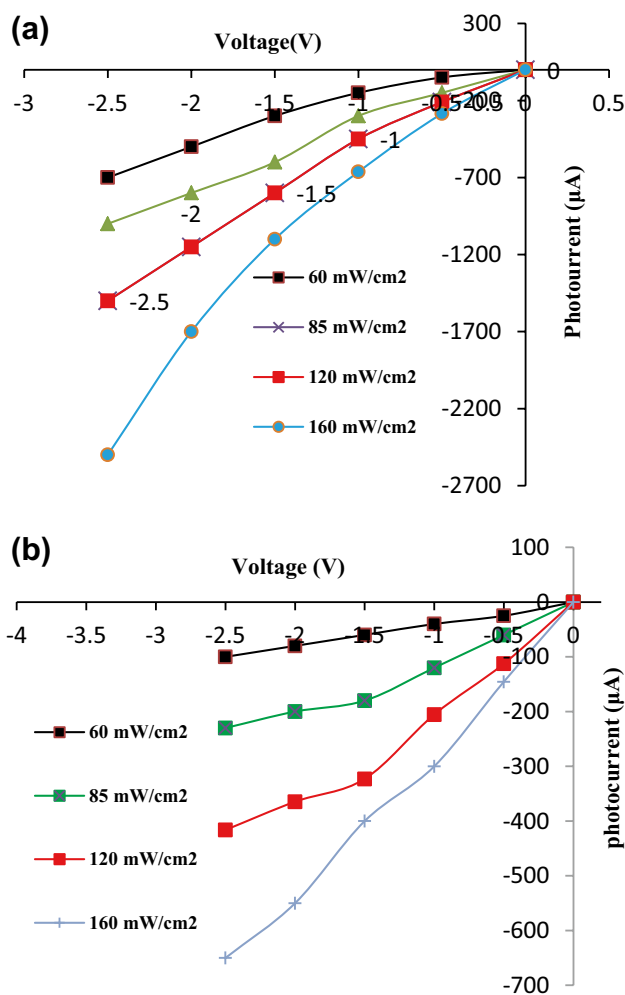 (a)
Voltage(V)
300
0
-3 -2.5 -2 -1.5 -1 -0.5 0 0.5
-200
-0.5
-1
-1.5
-2
-2.5
-700
-1200
-1700
-2200
-2700
Photourrent (µA)
60 mW/cm2
85 mW/cm2
120 mW/cm2
160 mW/cm2
(b)
Voltage (V)
100
0
-4 -3.5 -3 -2.5 -2 -1.5 -1 -0.5 0
-100
-200
-300
-400
-500
-600
-700
photocurrent (µA)
60 mW/cm2
85 mW/cm2
120 mW/cm2
160 mW/cm2